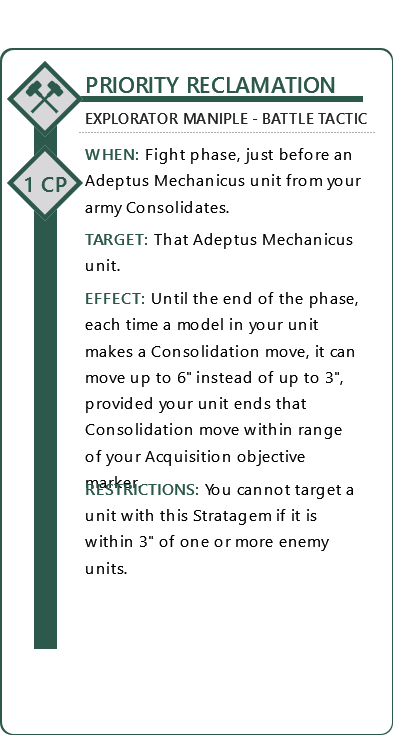 PRIORITY RECLAMATION
EXPLORATOR MANIPLE - BATTLE TACTIC
1 CP
WHEN: Fight phase, just before an
Adeptus Mechanicus unit from your
army Consolidates.
TARGET: That Adeptus Mechanicus
unit.
EFFECT: Until the end of the phase,
each time a model in your unit
makes a Consolidation move, it can
move up to 6" instead of up to 3",
provided your unit ends that
Consolidation move within range
of your Acquisition objective
marker.
RESTRICTIONS: You cannot target a
unit with this Stratagem if it is
within 3" of one or more enemy
units.